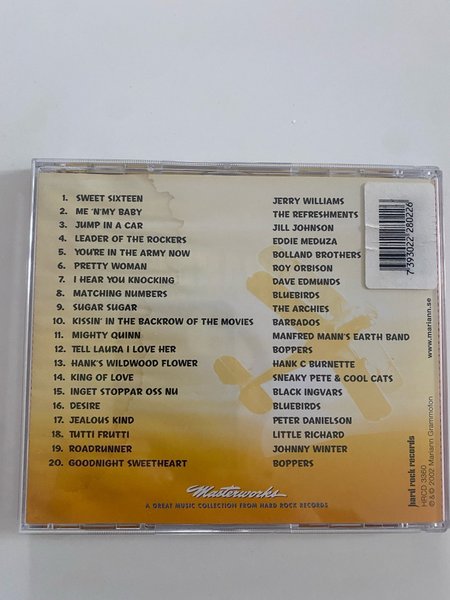 1. SWEET SIXTEEN JERRY WILLIAMS
2. ME 'N'MY BABY THE REFRESHMENTS
3. JUMP IN A CAR JILL JOHNSON
4. LEADER OF THE ROCKERS EDDIE MEDUZA
5. YOU'RE IN THE ARMY NOW BOLLAND BROTHERS
6. PRETTY WOMAN ROY ORBISON
7. I HEAR YOU KNOCKING DAVE EDMUNDS
8. MATCHING NUMBERS BLUEBIRDS
9. SUGAR SUGAR THE ARCHIES
10. KISSIN' IN THE BACKROW OF THE MOVIES BARBADOS
11. MIGHTY QUINN MANFRED MANN'S EARTH BAND
12. TELL LAURA I LOVE HER BOPPERS
13. HANK'S WILDWOOD FLOWER HANK C BURNETTE
14. KING OF LOVE SNEAKY PETE & COOL CATS
15. INGET STOPPAR OSS NU BLACK INGVARS
16. DESIRE BLUEBIRDS
17. JEALOUS KIND PETER DANIELSON
18. TUTTI FRUTTI LITTLE RICHARD
19. ROADRUNNER JOHNNY WINTER
20. GOODNIGHT SWEETHEART BOPPERS
Masterworks
A GREAT MUSIC COLLECTION FROM HARD ROCK RECORDS
7 393022 280226
www.mariann.se
hard rock records
HRCD 3360
℗ & © 2002 Mariann Grammofon